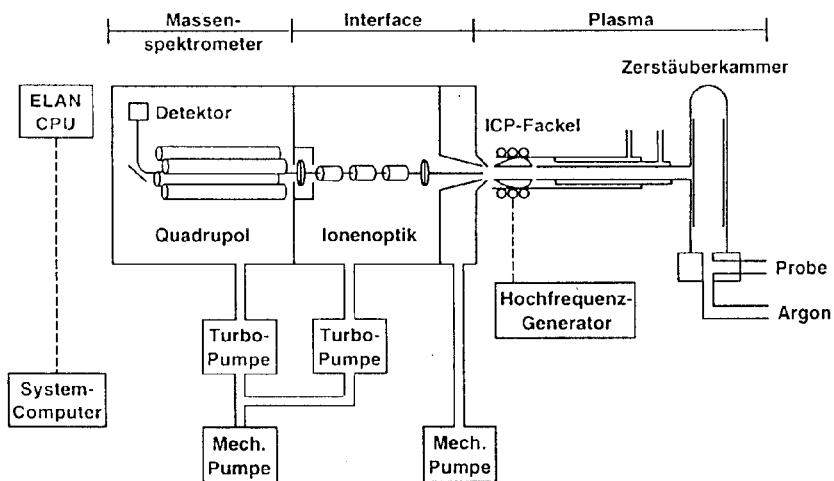 Massen-
spektrometer
Interface
Plasma
Zerstäuberkammer
ELAN
CPU
Detektor
ICP-Fackel
Quadrupol
Ionenoptik
Probe
Argon
Hochfrequenz-
Generator
Turbo-
Pumpe
Turbo-
Pumpe
System-
Computer
Mech.
Pumpe
Mech.
Pumpe